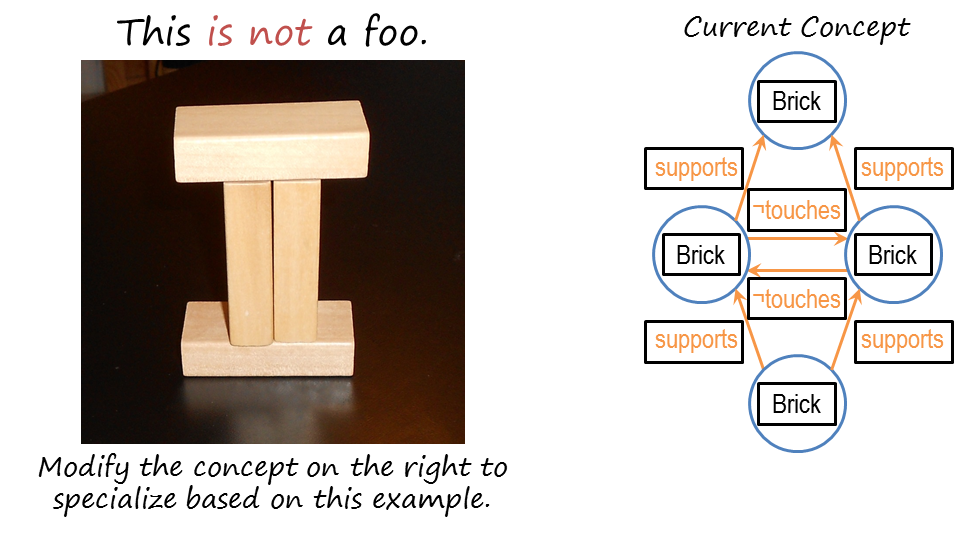 This is not a foo.
Current Concept
Brick
supports
supports
¬touches
Brick
Brick
¬touches
supports
supports
Brick
Modify the concept on the right to
specialize based on this example.